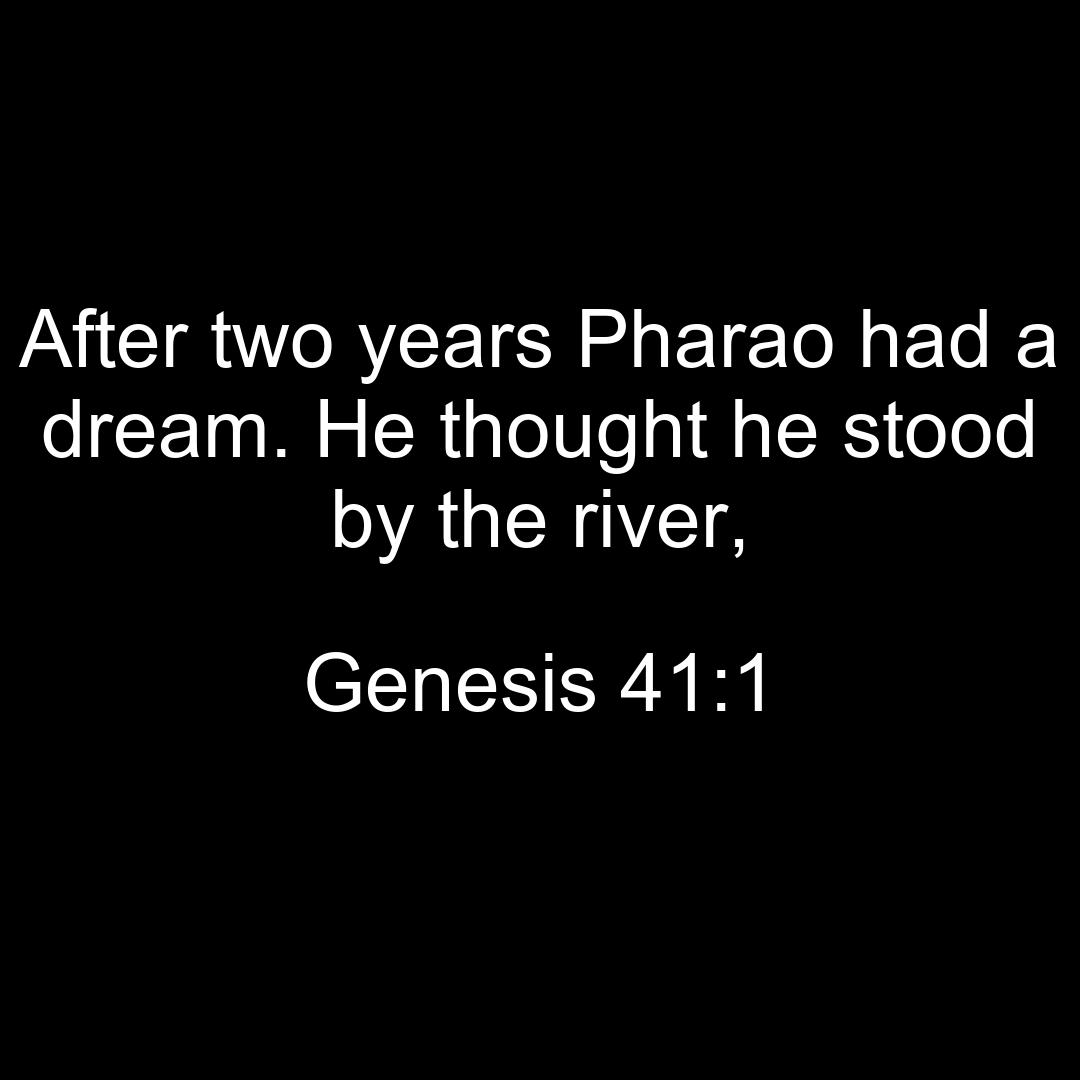 After two years Pharao had a
dream. He thought he stood
by the river,
Genesis 41:1